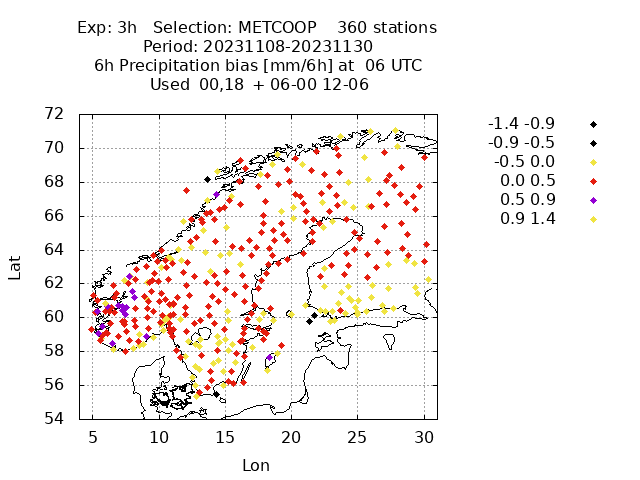 Exp: 3h   Selection: METCOOP    360 stations
Period: 20231108-20231130
6h Precipitation bias [mm/6h] at  06 UTC
Used  00,18  + 06-00 12-06
72
70
68
66
64
62
60
58
56
54
Lat
5 10 15 20 25 30
Lon
-1.4 -0.9
-0.9 -0.5
-0.5 0.0
0.0 0.5
0.5 0.9
0.9 1.4